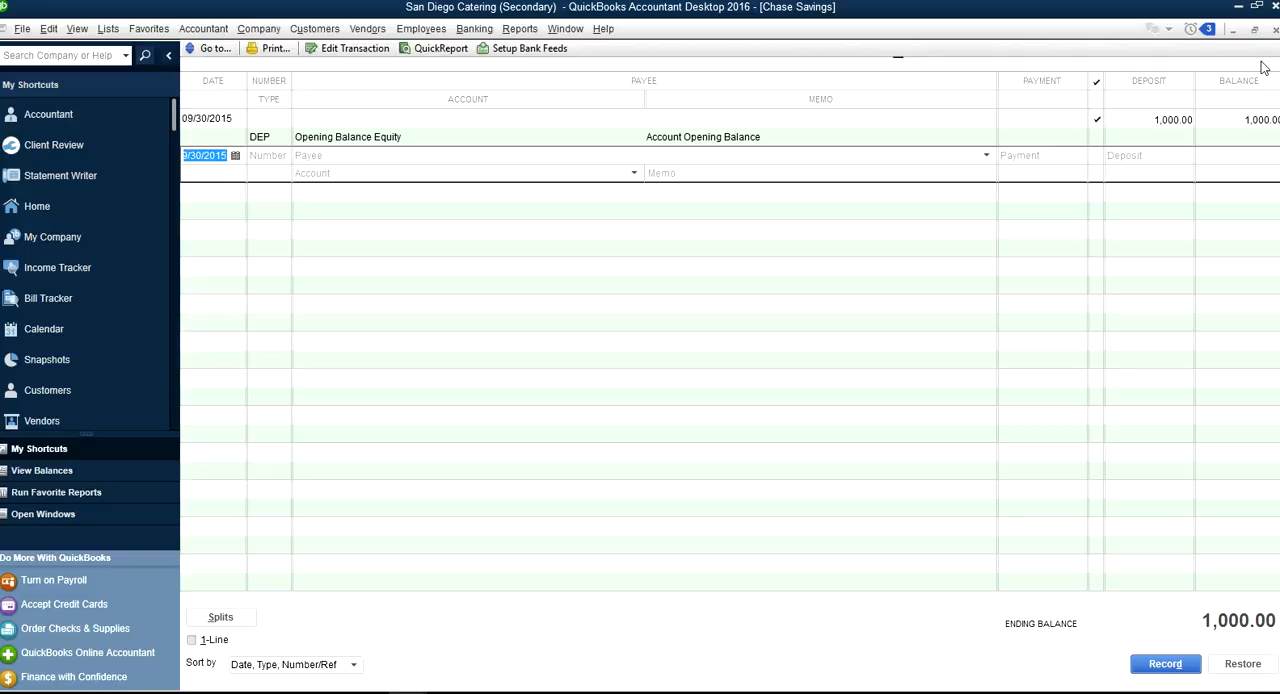 San Diego Catering (Secondary) - QuickBooks Accountant Desktop 2016 - [Chase Savings]
File Edit View Lists Favorites Accountant Company Customers Vendors Employees Banking Reports Window Help
3
Search Company or Help
Go to... Print... Edit Transaction QuickReport Setup Bank Feeds
My Shortcuts
Accountant
Client Review
Statement Writer
Home
My Company
Income Tracker
Bill Tracker
Calendar
Snapshots
Customers
Vendors
My Shortcuts
View Balances
Run Favorite Reports
Open Windows
Do More With QuickBooks
Turn on Payroll
Accept Credit Cards
Order Checks & Supplies
QuickBooks Online Accountant
Finance with Confidence
DATE NUMBER PAYEE PAYMENT ✓ DEPOSIT BALANCE
TYPE ACCOUNT MEMO
09/30/2015 ✓ 1,000.00 1,000.00
DEP Opening Balance Equity Account Opening Balance
9/30/2015 Number Payee Payment Deposit
Account Memo
Splits
1-Line
Sort by Date, Type, Number/Ref
ENDING BALANCE 1,000.00
Record Restore